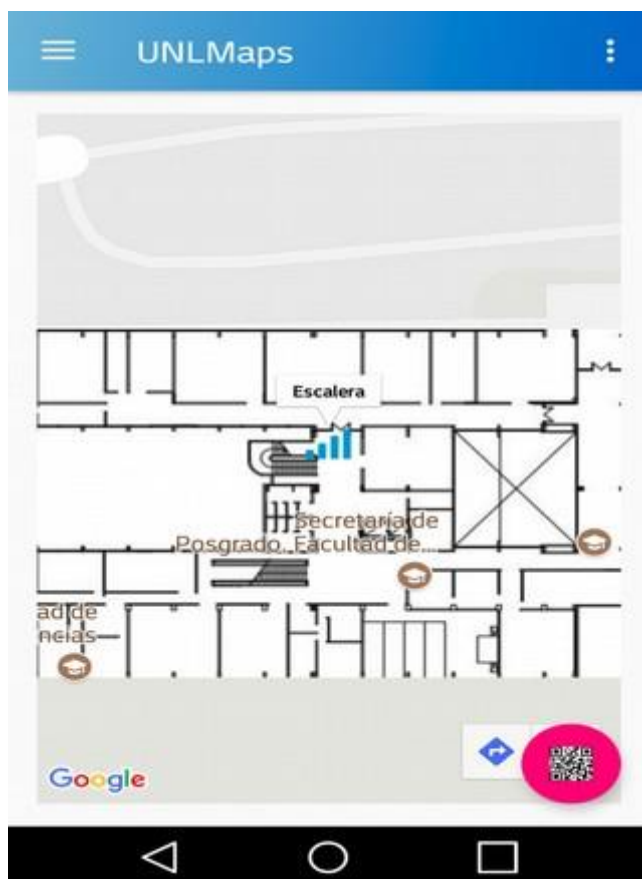 UNLMaps
Escalera
Secretaría de
Posgrado, Facultad de...
ad de
ncias
Google